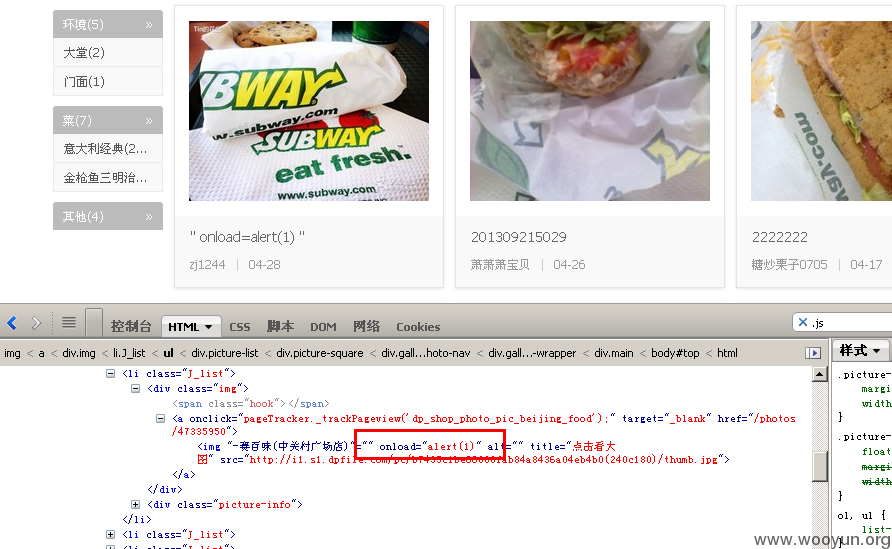 环境(5) »
大堂(2)
门面(1)
菜(7) »
意大利经典(2...
金枪鱼三明治...
其他(4) »
SUBWAY
www.subway.com
SUBWAY
eat fresh.
www.subway.com
" onload=alert(1) "
zj1244 | 04-28
201309215029
萧萧萧宝贝 | 04-26
.com
2222222
糖炒栗子0705 | 04-17
控制台 HTML CSS 脚本 DOM 网络 Cookies
.js
img < a < div.img < li.J_list < ul < div.picture-list < div.picture-square < div.gall...hoto-nav < div.gall...-wrapper < div.main < body#top < html
样式
<li class="J_list">
<div class="img">
<span class="hook"></span>
<a onclick="pageTracker._trackPageview('dp_shop_photo_pic_beijing_food');" target="_blank" href="/photos
/47335950">
<img "-赛百味(中关村广场店)"="" onload="alert(1)" alt="" title="点击看大
图" src="http://i1.s1.dpfile.com/pc/
84a8436a04eb4b0(240c180)/thumb.jpg">
</a>
</div>
<div class="picture-info">
</li>
<li class="J_list">
<li class="J_list">
.picture-
margi
width
}
.picture-
float
margi
width
}
ol, ul {
list-
}
www.wooyun.org